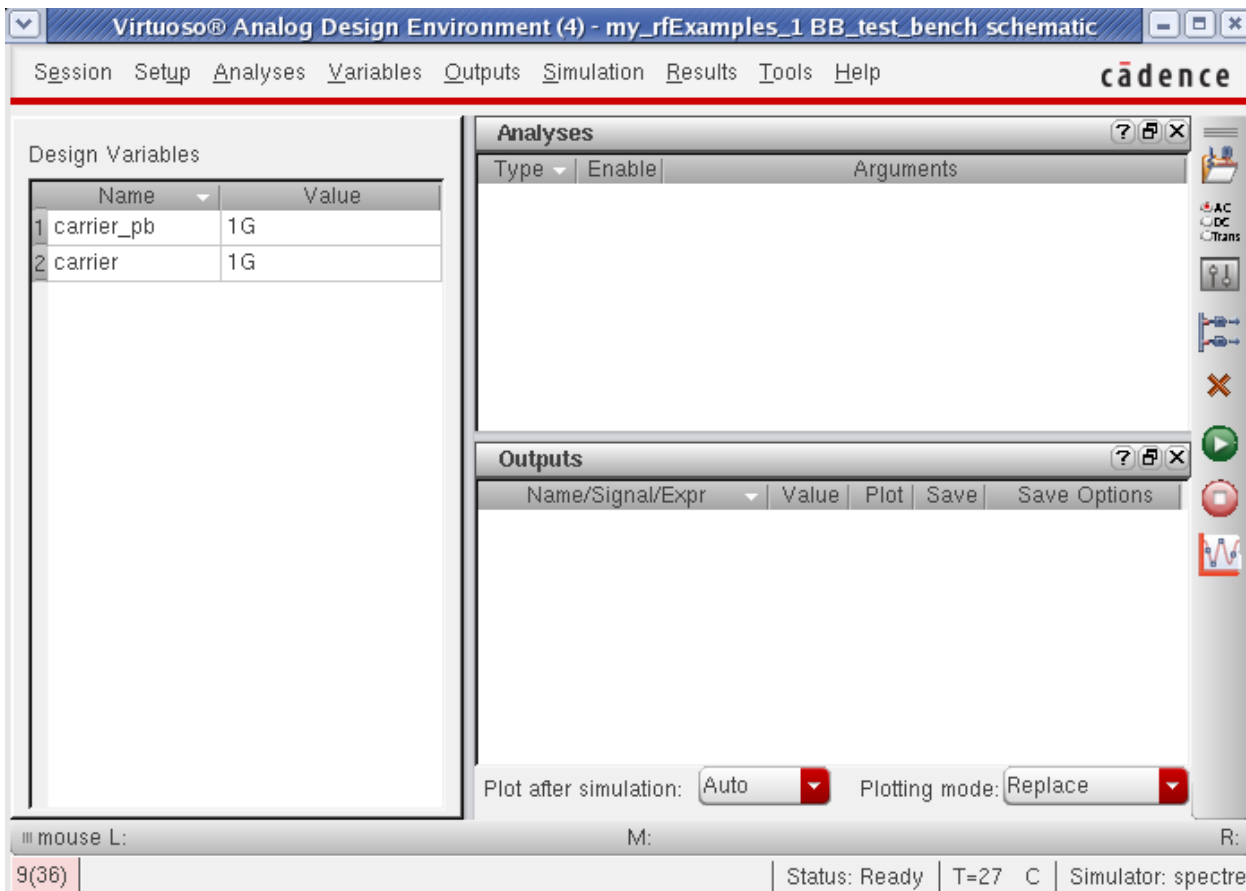 Virtuoso® Analog Design Environment (4) - my_rfExamples_1 BB_test_bench schematic
Session Setup Analyses Variables Outputs Simulation Results Tools Help
cādence
Design Variables
Name Value
1 carrier_pb 1G
2 carrier 1G
Analyses
Type Enable Arguments
AC
DC
Trans
Outputs
Name/Signal/Expr Value Plot Save Save Options
Plot after simulation: Auto Plotting mode: Replace
mouse L: M: R:
9(36) Status: Ready T=27 C Simulator: spectre